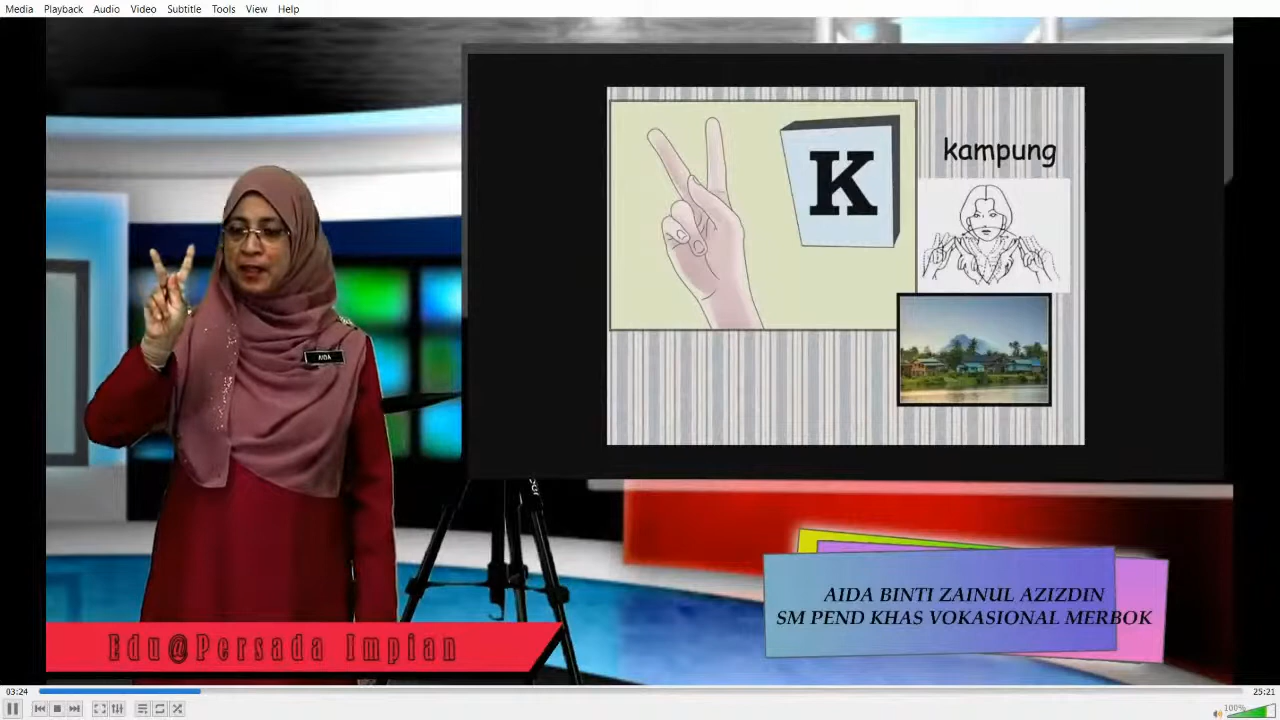 Media Playback Audio Video Subtitle Tools View Help
K
kampung
AIDA
AIDA BINTI ZAINUL AZIZDIN
SM PEND KHAS VOKASIONAL MERBOK
Edu@Persada Impian
03:24
25:21
100%